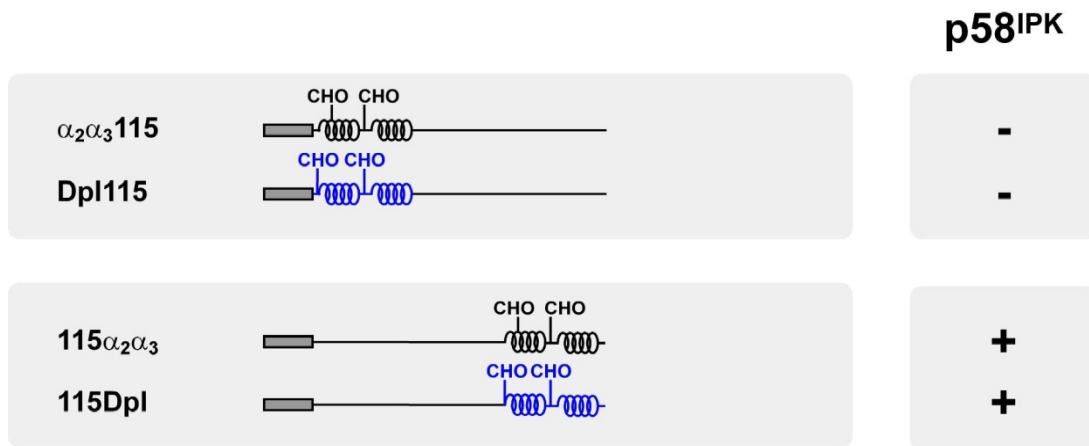 p58ᴵᴾᴷ
CHO CHO
α₂α₃115 -
CHO CHO
Dpl115 -
CHO CHO
115α₂α₃ +
CHO CHO
115Dpl +